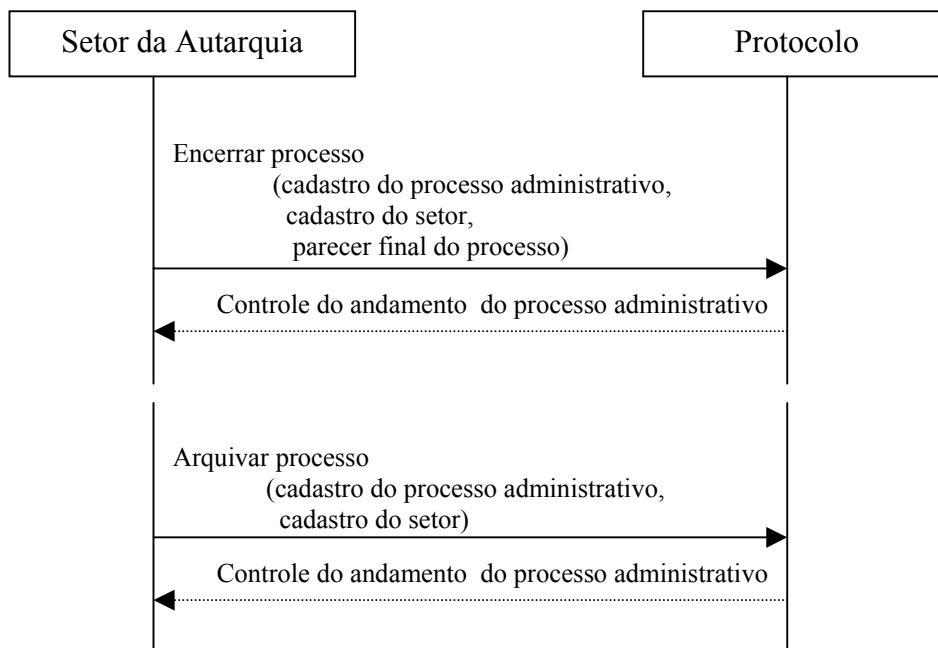 Setor da Autarquia
Protocolo
Encerrar processo
(cadastro do processo administrativo,
cadastro do setor,
parecer final do processo)
Controle do andamento do processo administrativo
Arquivar processo
(cadastro do processo administrativo,
cadastro do setor)
Controle do andamento do processo administrativo